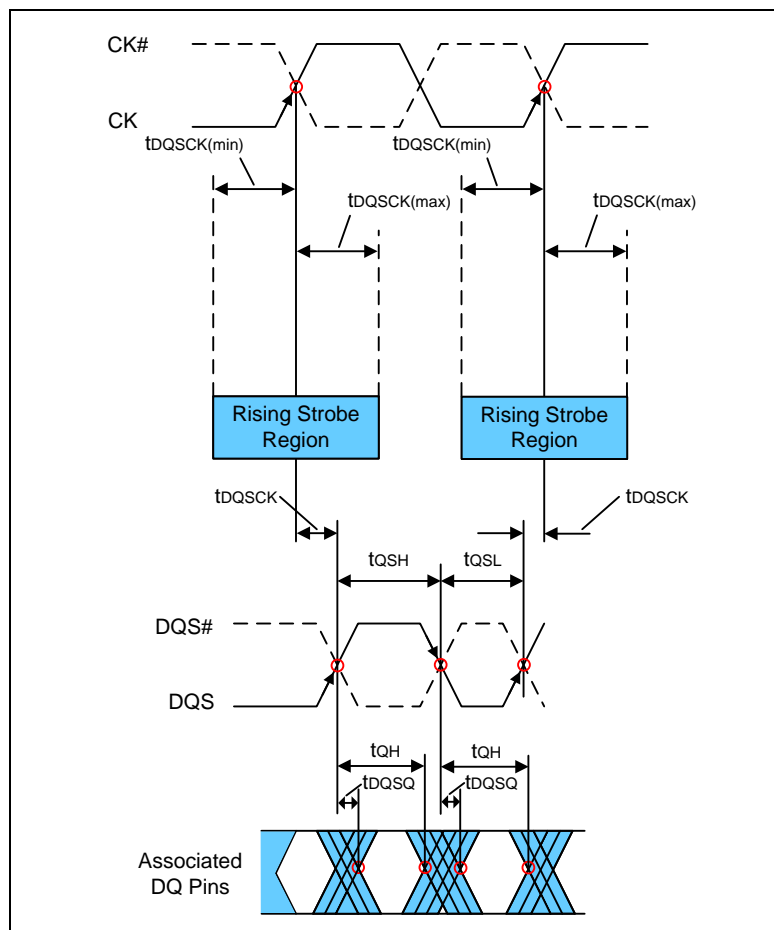 CK#
CK
tDQSCK(min)
tDQSCK(min)
tDQSCK(max)
tDQSCK(max)
Rising Strobe
Region
Rising Strobe
Region
tDQSCK
tDQSCK
tQSH
tQSL
DQS#
DQS
tQH
tQH
tDQSQ
tDQSQ
Associated
DQ Pins